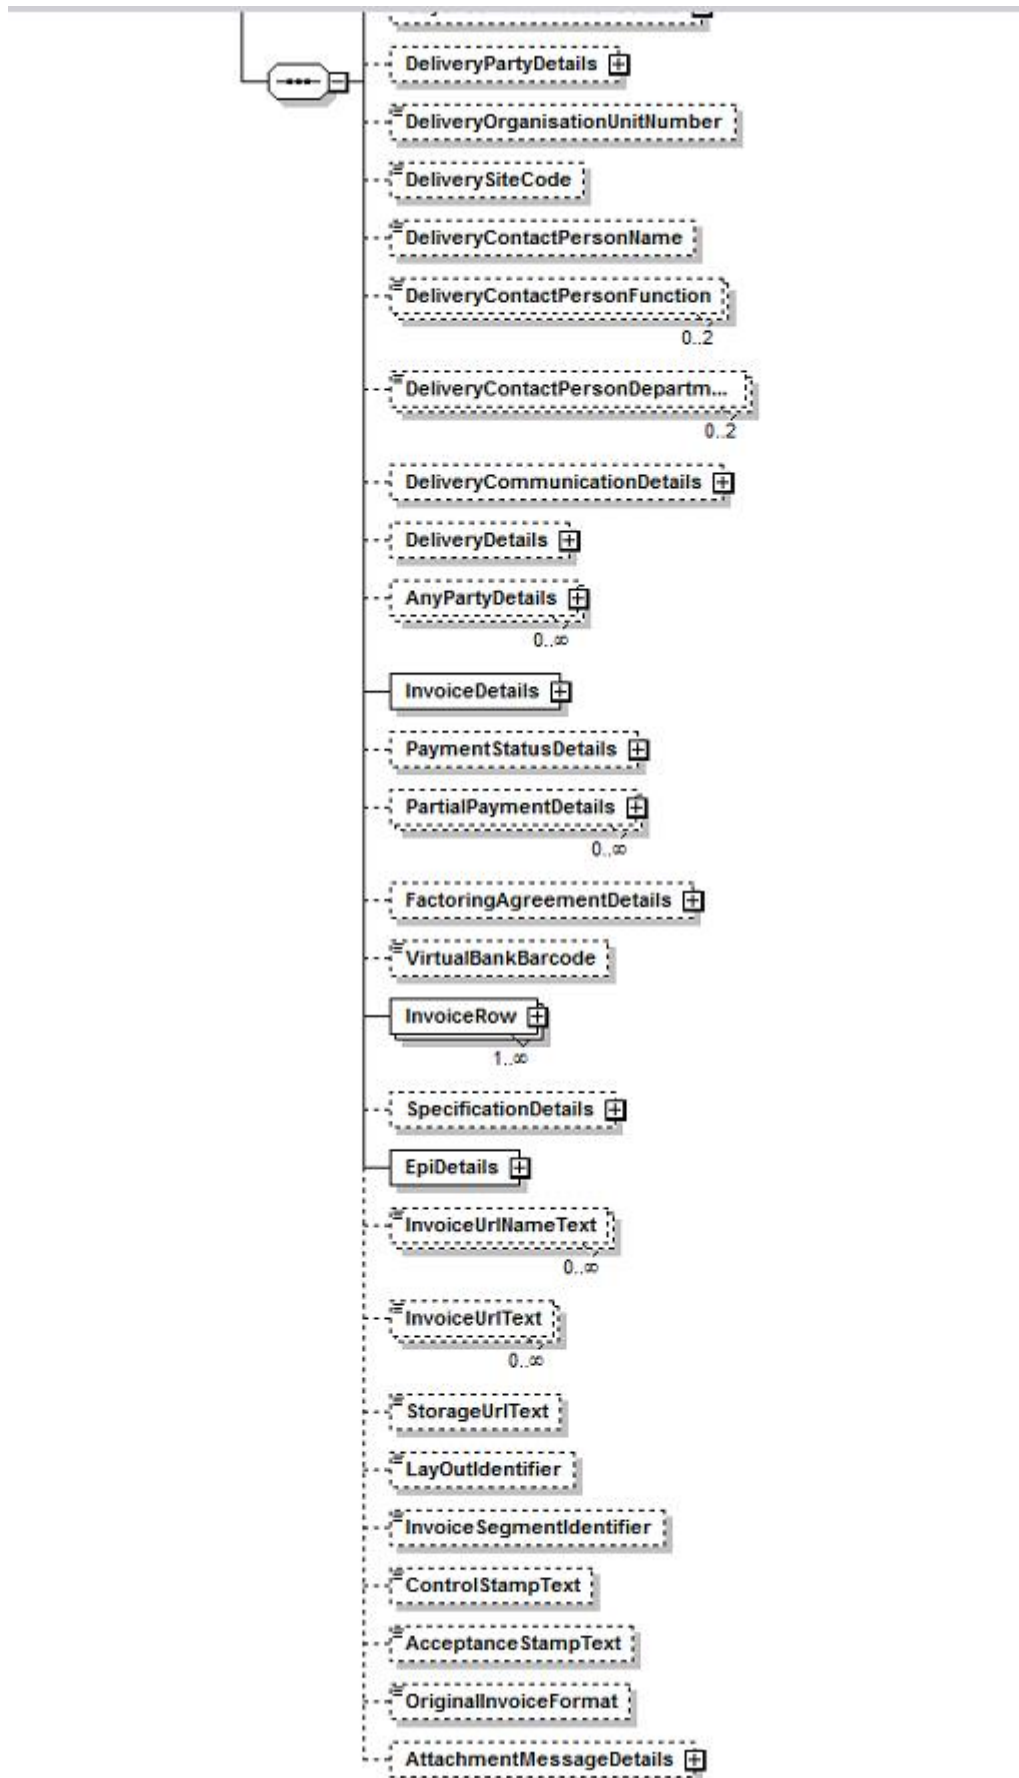 DeliveryPartyDetails
DeliveryOrganisationUnitNumber
DeliverySiteCode
DeliveryContactPersonName
DeliveryContactPersonFunction
0..2
DeliveryContactPersonDepartm...
0..2
DeliveryCommunicationDetails
DeliveryDetails
AnyPartyDetails
0..∞
InvoiceDetails
PaymentStatusDetails
PartialPaymentDetails
0..∞
FactoringAgreementDetails
VirtualBankBarcode
InvoiceRow
1..∞
SpecificationDetails
EpiDetails
InvoiceUrlNameText
0..∞
InvoiceUrlText
0..∞
StorageUrlText
LayOutIdentifier
InvoiceSegmentIdentifier
ControlStampText
AcceptanceStampText
OriginalInvoiceFormat
AttachmentMessageDetails